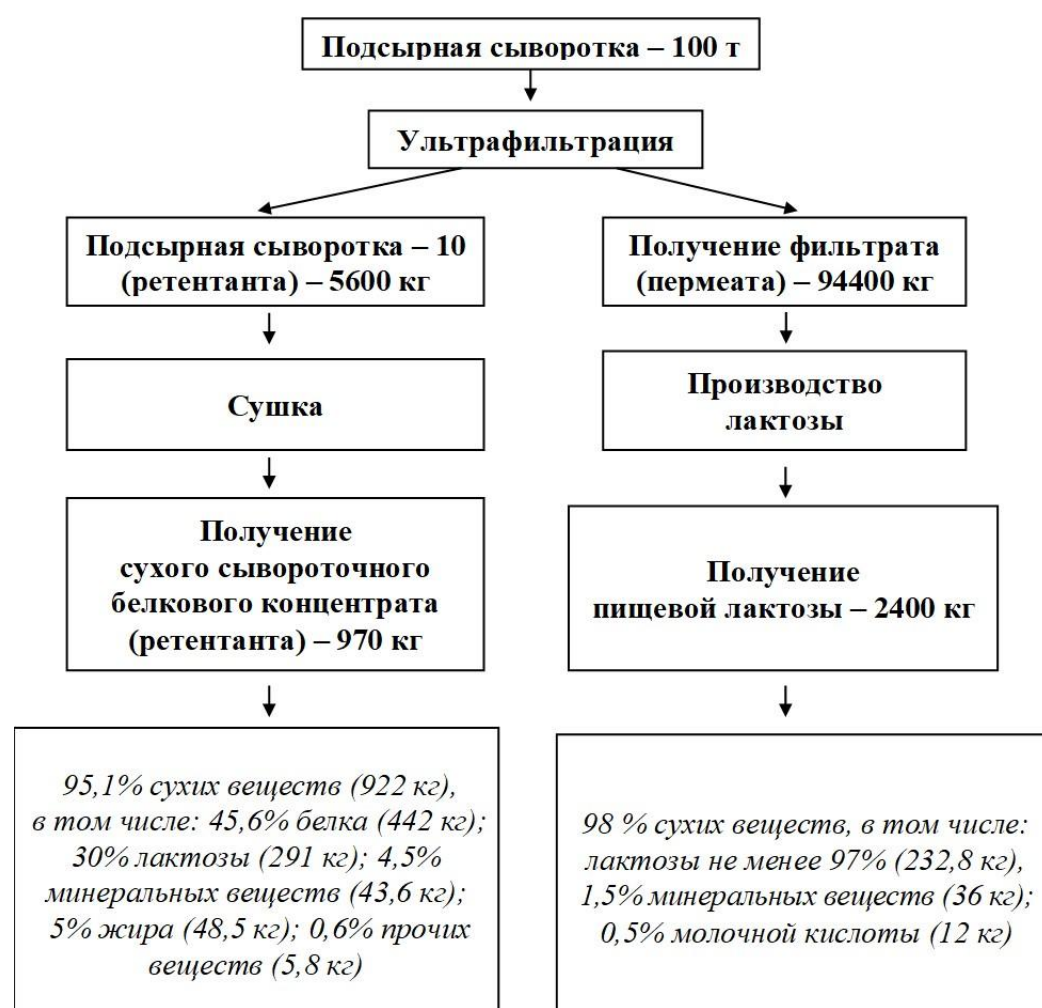 Подсырная сыворотка – 100 т
Ультрафильтрация
Подсырная сыворотка – 10
(ретентанта) – 5600 кг
Получение фильтрата
(пермеата) – 94400 кг
Сушка
Производство
лактозы
Получение
сухого сывороточного
белкового концентрата
(ретентанта) – 970 кг
Получение
пищевой лактозы – 2400 кг
95,1% сухих веществ (922 кг),
в том числе: 45,6% белка (442 кг);
30% лактозы (291 кг); 4,5%
минеральных веществ (43,6 кг);
5% жира (48,5 кг); 0,6% прочих
веществ (5,8 кг)
98 % сухих веществ, в том числе:
лактозы не менее 97% (232,8 кг),
1,5% минеральных веществ (36 кг);
0,5% молочной кислоты (12 кг)